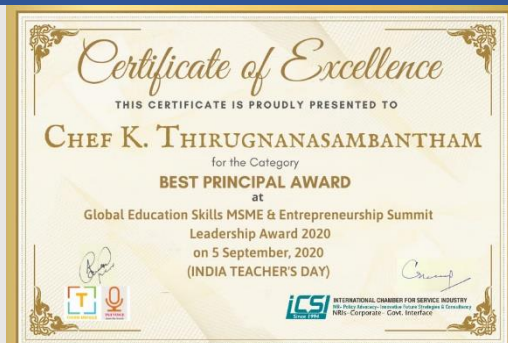 Certificate of Excellence
THIS CERTIFICATE IS PROUDLY PRESENTED TO
CHEF K. THIRUGNANASAMBANTHAM
for the Category
BEST PRINCIPAL AWARD
at
Global Education Skills MSME & Entrepreneurship Summit
Leadership Award 2020
on 5 September, 2020
(INDIA TEACHER'S DAY)
T
iCSI
Since 1994
INTERNATIONAL CHAMBER FOR SERVICE INDUSTRY
NRIs- Corporate- Govt. Interface